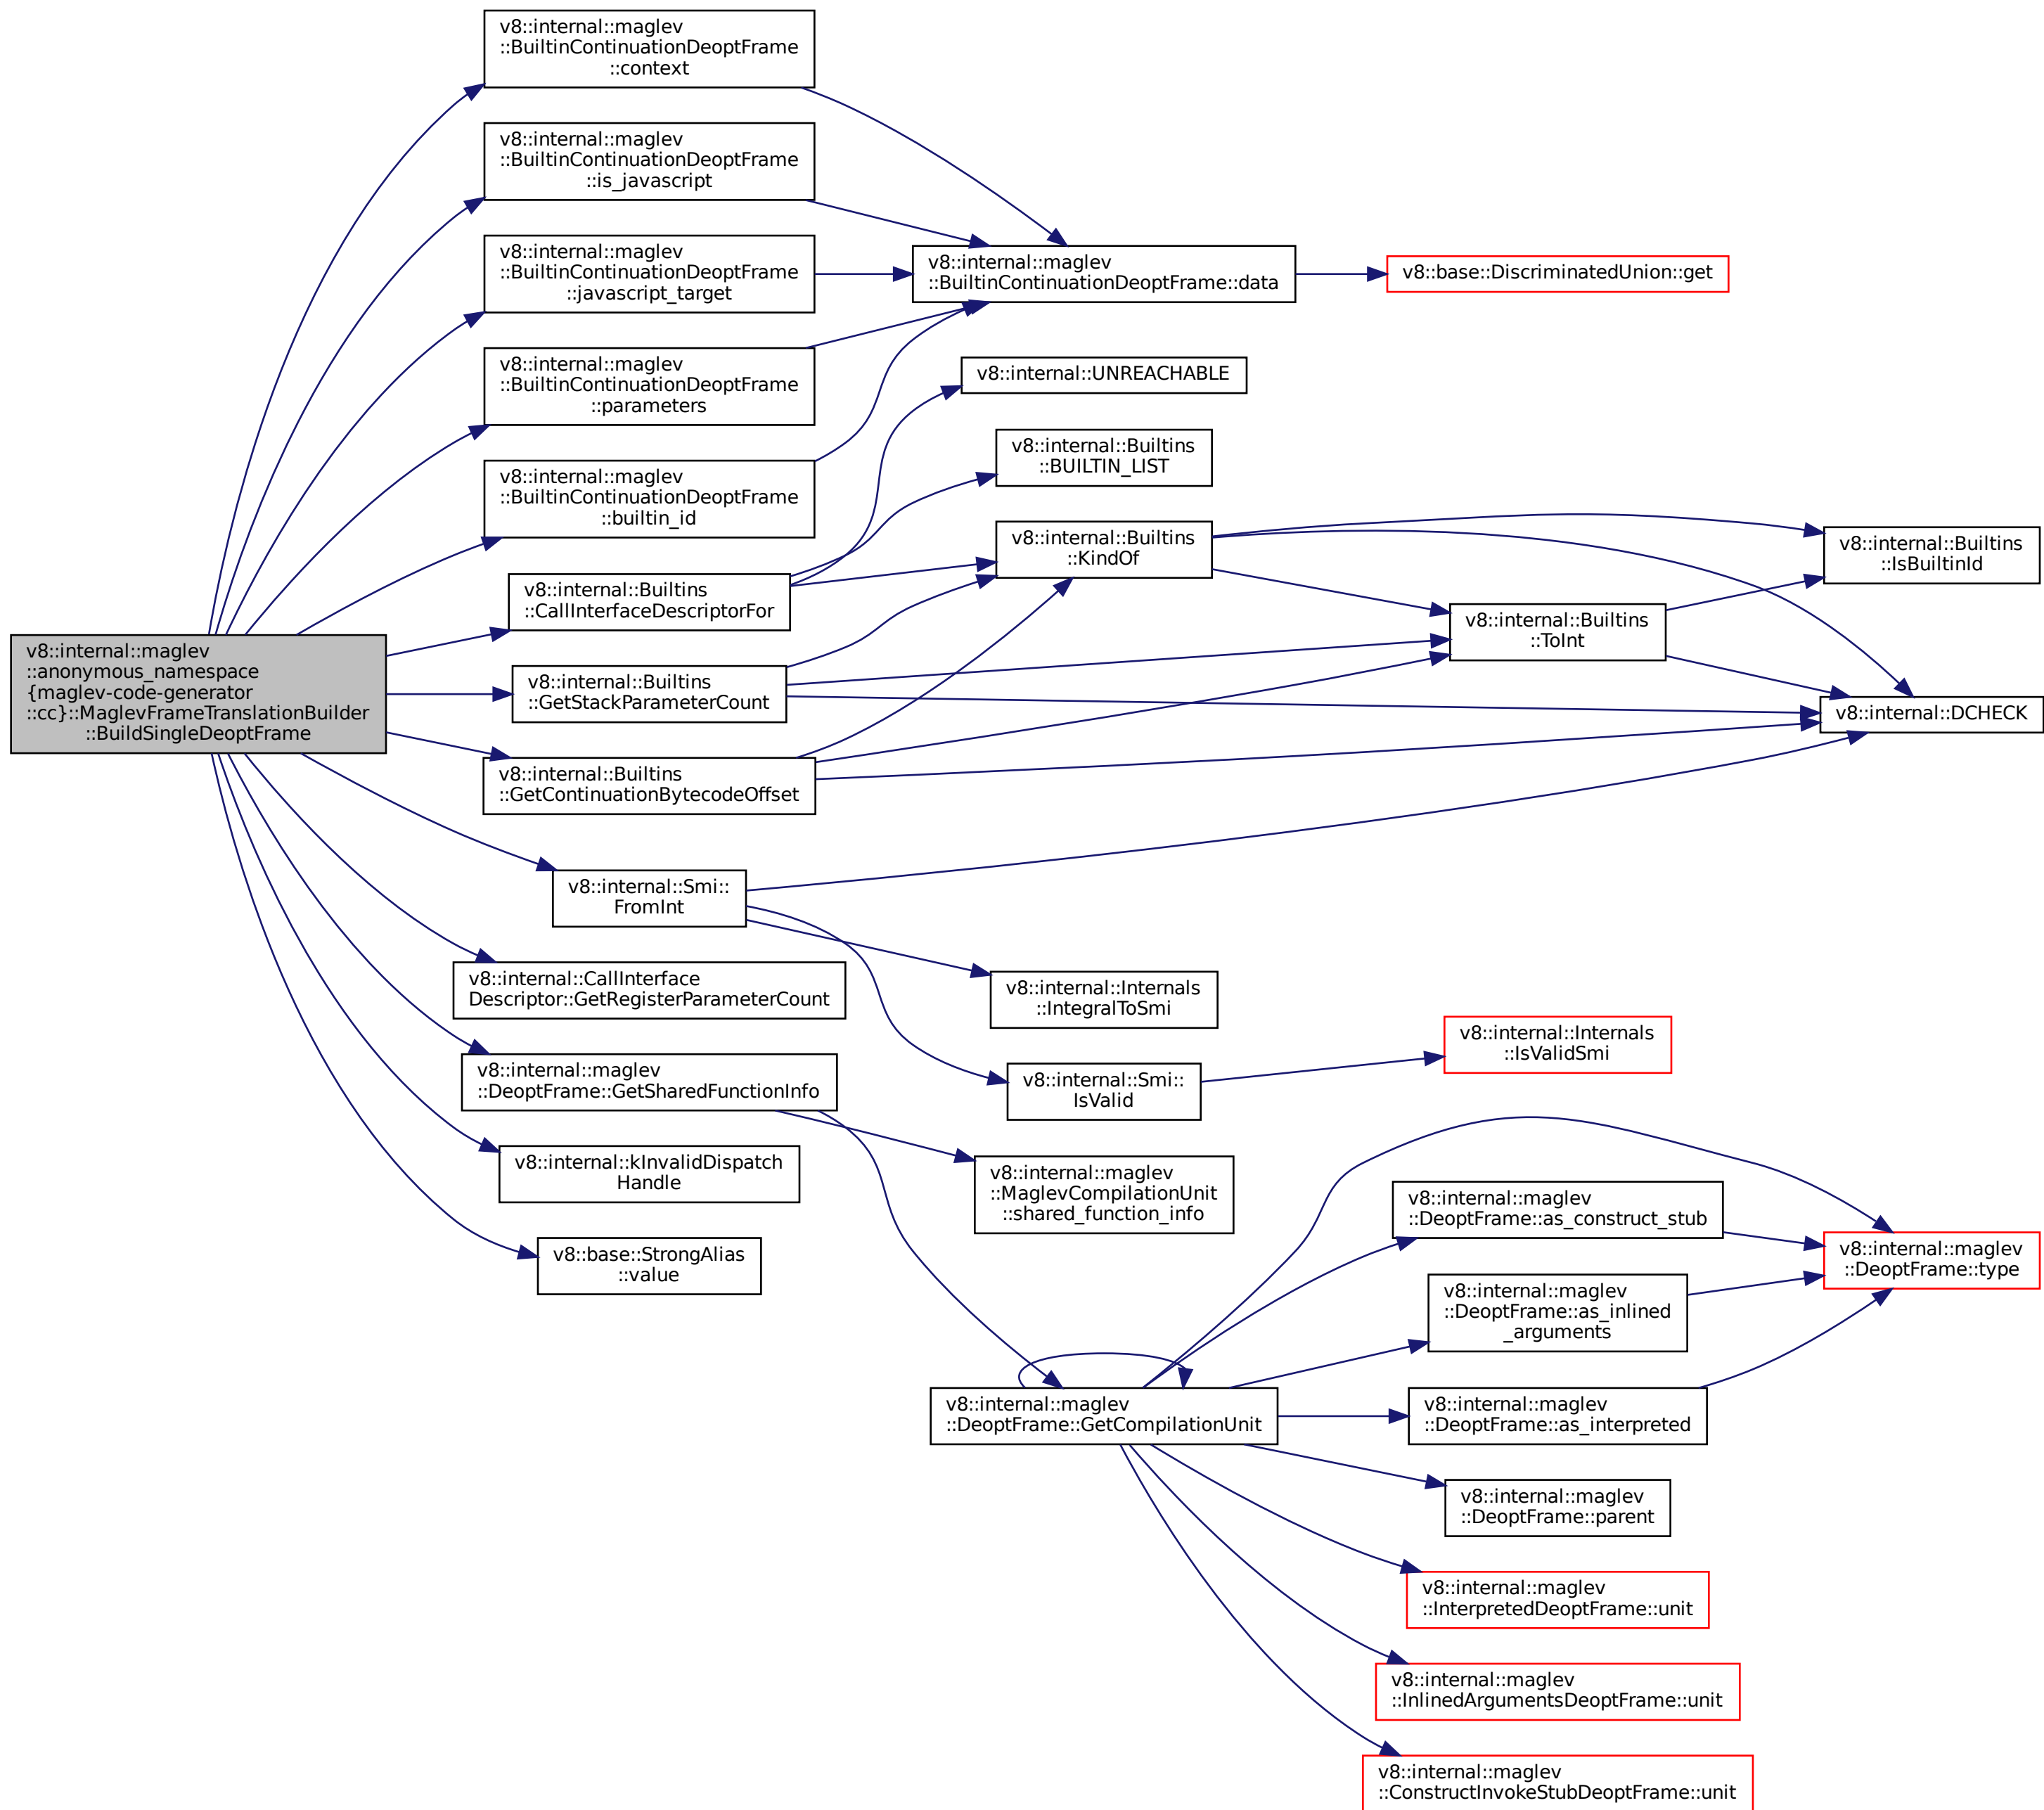 v8::internal::maglev
::BuiltinContinuationDeoptFrame
::context
v8::internal::maglev
::BuiltinContinuationDeoptFrame
::is_javascript
v8::internal::maglev
::BuiltinContinuationDeoptFrame
::javascript_target
v8::internal::maglev
::BuiltinContinuationDeoptFrame::data
v8::base::DiscriminatedUnion::get
v8::internal::maglev
::BuiltinContinuationDeoptFrame
::parameters
v8::internal::UNREACHABLE
v8::internal::Builtins
::BUILTIN_LIST
v8::internal::maglev
::BuiltinContinuationDeoptFrame
::builtin_id
v8::internal::Builtins
::KindOf
v8::internal::Builtins
::IsBuiltinId
v8::internal::Builtins
::CallInterfaceDescriptorFor
v8::internal::Builtins
::ToInt
v8::internal::maglev
::anonymous_namespace
{maglev-code-generator
::cc}::MaglevFrameTranslationBuilder
::BuildSingleDeoptFrame
v8::internal::Builtins
::GetStackParameterCount
v8::internal::DCHECK
v8::internal::Builtins
::GetContinuationBytecodeOffset
v8::internal::Smi::
FromInt
v8::internal::CallInterface
Descriptor::GetRegisterParameterCount
v8::internal::Internals
::IntegralToSmi
v8::internal::Internals
::IsValidSmi
v8::internal::maglev
::DeoptFrame::GetSharedFunctionInfo
v8::internal::Smi::
IsValid
v8::internal::kInvalidDispatch
Handle
v8::internal::maglev
::MaglevCompilationUnit
::shared_function_info
v8::internal::maglev
::DeoptFrame::as_construct_stub
v8::internal::maglev
::DeoptFrame::type
v8::base::StrongAlias
::value
v8::internal::maglev
::DeoptFrame::as_inlined
_arguments
v8::internal::maglev
::DeoptFrame::GetCompilationUnit
v8::internal::maglev
::DeoptFrame::as_interpreted
v8::internal::maglev
::DeoptFrame::parent
v8::internal::maglev
::InterpretedDeoptFrame::unit
v8::internal::maglev
::InlinedArgumentsDeoptFrame::unit
v8::internal::maglev
::ConstructInvokeStubDeoptFrame::unit